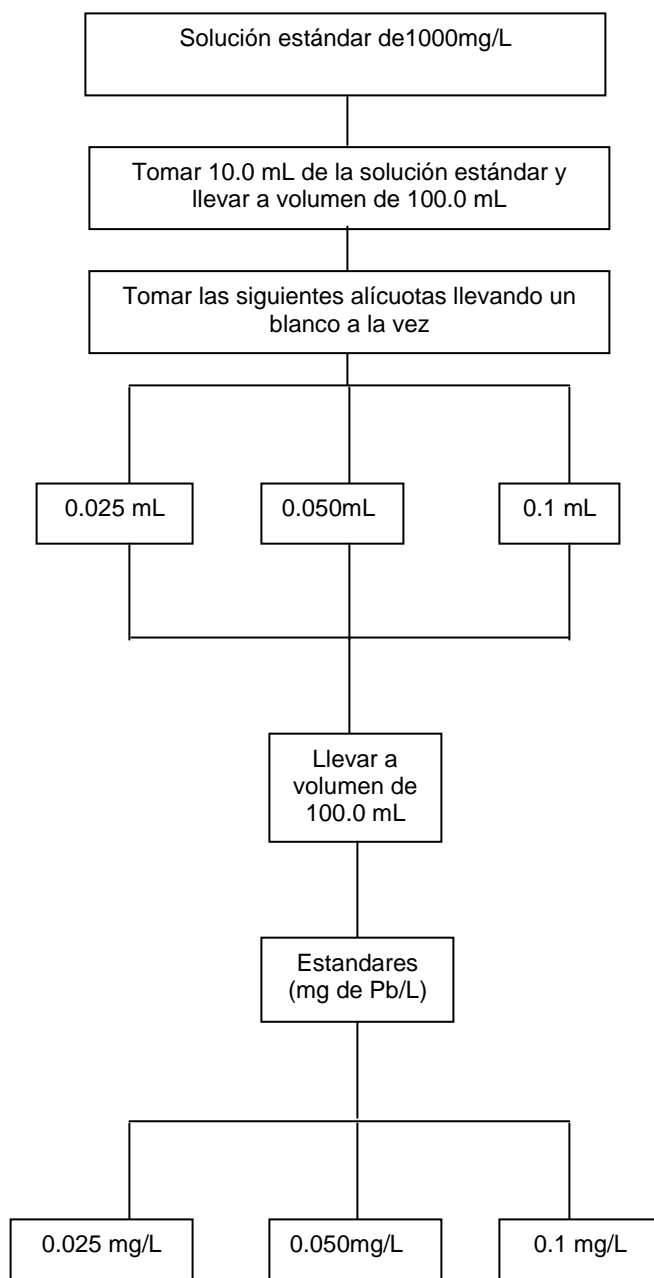 Solución estándar de1000mg/L
Tomar 10.0 mL de la solución estándar y
llevar a volumen de 100.0 mL
Tomar las siguientes alícuotas llevando un
blanco a la vez
0.025 mL
0.050mL
0.1 mL
Llevar a
volumen de
100.0 mL
Estandares
(mg de Pb/L)
0.025 mg/L
0.050mg/L
0.1 mg/L